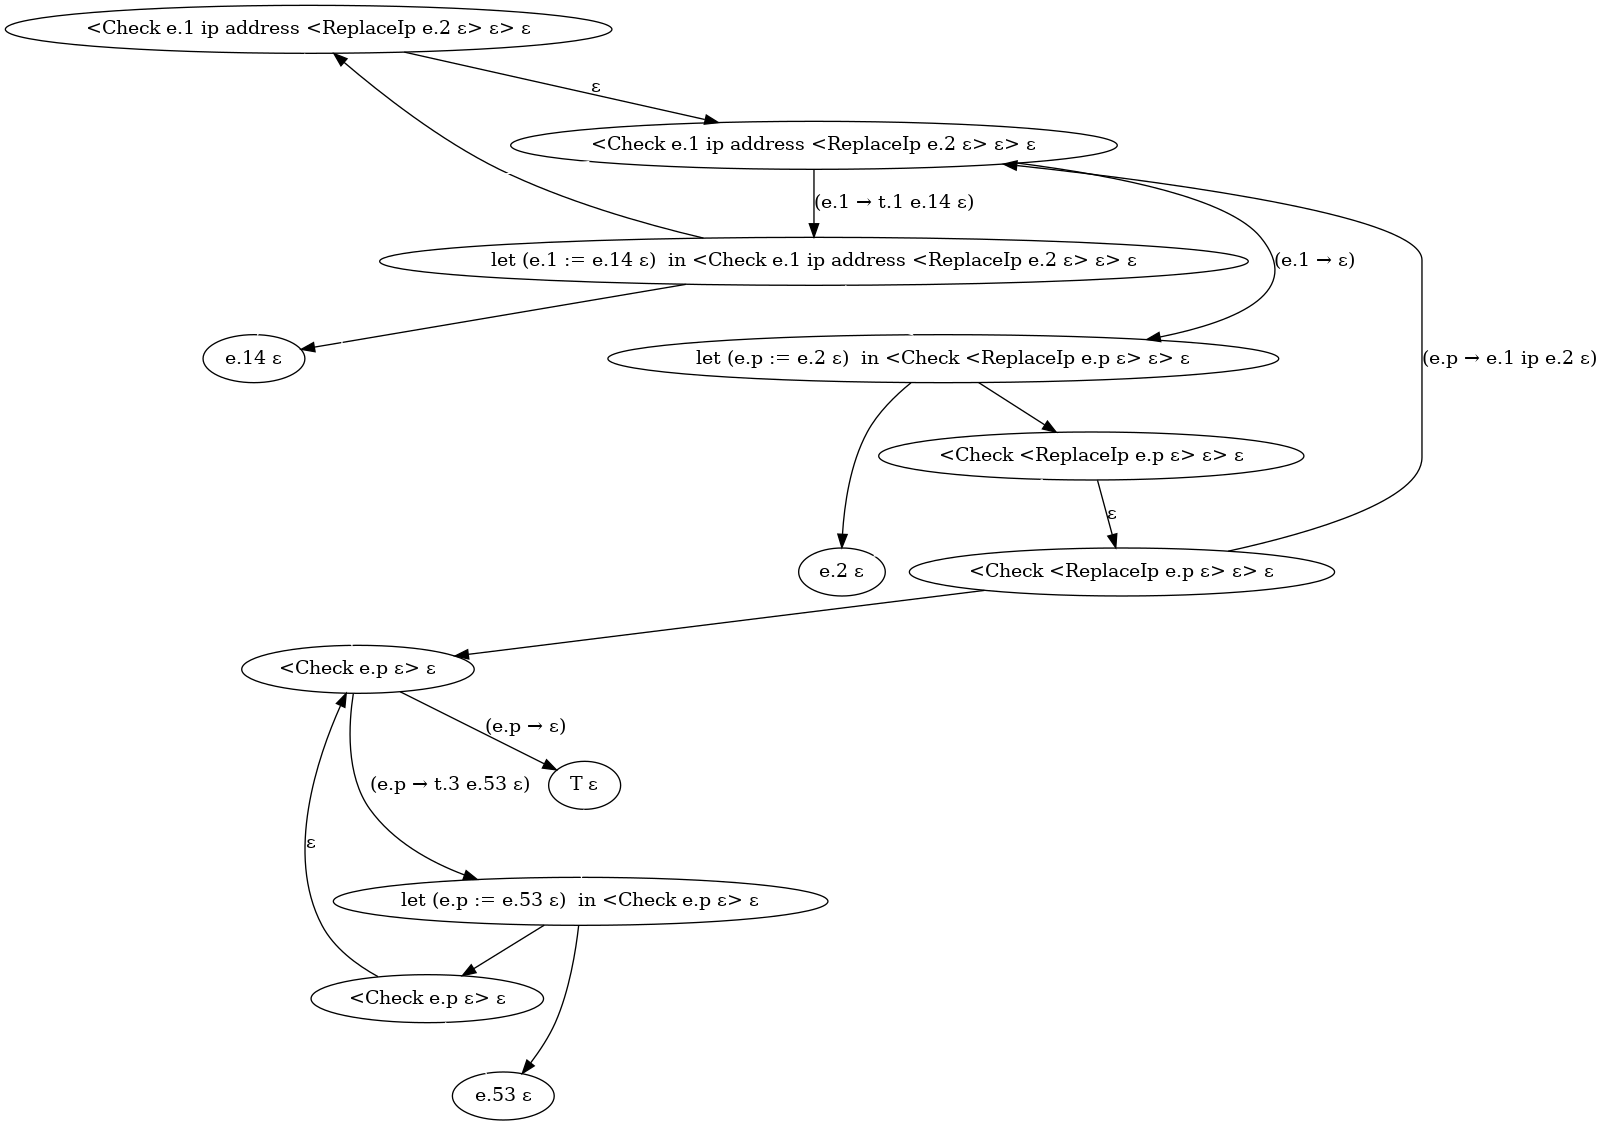 <Check e.1 ip address <ReplaceIp e.2 ε> ε> ε
ε
<Check e.1 ip address <ReplaceIp e.2 ε> ε> ε
(e.1 → t.1 e.14 ε)
let (e.1 := e.14 ε)  in <Check e.1 ip address <ReplaceIp e.2 ε> ε> ε
(e.1 → ε)
e.14 ε
let (e.p := e.2 ε)  in <Check <ReplaceIp e.p ε> ε> ε
(e.p → e.1 ip e.2 ε)
<Check <ReplaceIp e.p ε> ε> ε
ε
e.2 ε
<Check <ReplaceIp e.p ε> ε> ε
<Check e.p ε> ε
(e.p → ε)
(e.p → t.3 e.53 ε)
T ε
ε
let (e.p := e.53 ε)  in <Check e.p ε> ε
<Check e.p ε> ε
e.53 ε